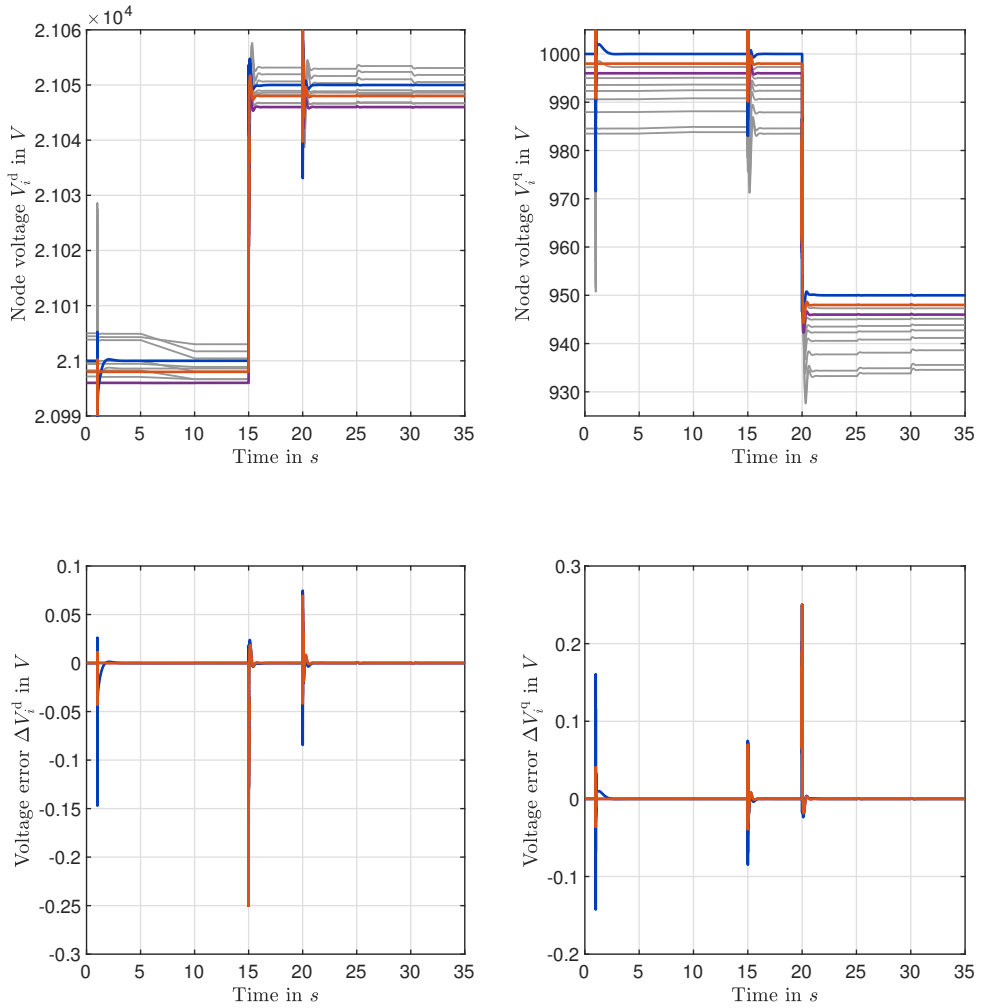 ×10⁴
2.106
2.105
2.104
2.103
2.102
2.101
2.1
2.099
0 5 10 15 20 25 30 35
Time in s
Node voltage V_i^d in V
1000
990
980
970
960
950
940
930
0 5 10 15 20 25 30 35
Time in s
Node voltage V_i^q in V
0.1
0.05
0
-0.05
-0.1
-0.15
-0.2
-0.25
-0.3
0 5 10 15 20 25 30 35
Time in s
Voltage error ΔV_i^d in V
0.3
0.2
0.1
0
-0.1
-0.2
0 5 10 15 20 25 30 35
Time in s
Voltage error ΔV_i^q in V